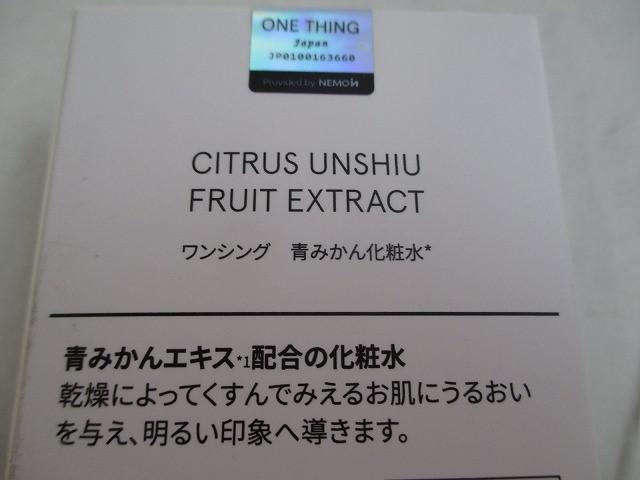 ONE THING
Japan
JP0100163660
Provided by NEMOin
CITRUS UNSHIU
FRUIT EXTRACT
ワンシング 青みかん化粧水*
青みかんエキス*1配合の化粧水
乾燥によってくすんでみえるお肌にうるおい
を与え、明るい印象へ導きます。